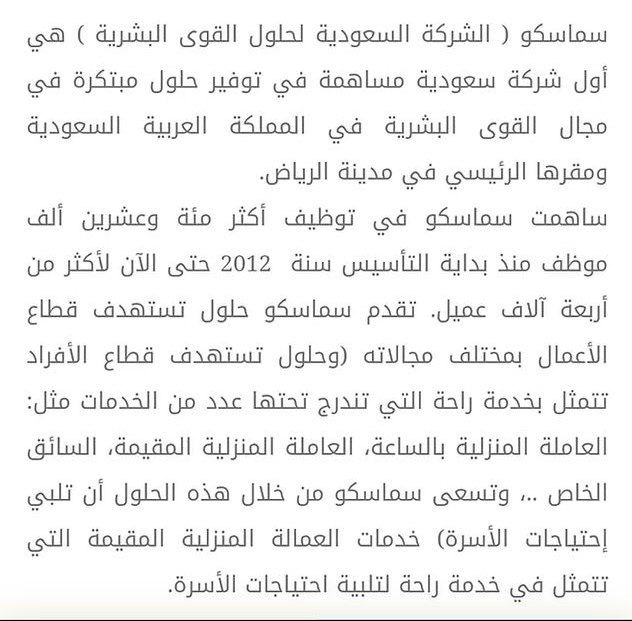 سماسكو ( الشركة السعودية لحلول القوى البشرية ) هي
أول شركة سعودية مساهمة في توفير حلول مبتكرة في
مجال القوى البشرية في المملكة العربية السعودية
ومقرها الرئيسي في مدينة الرياض.
ساهمت سماسكو في توظيف أكثر مئة وعشرين ألف
موظف منذ بداية التأسيس سنة 2012 حتى الآن لأكثر من
أربعة آلاف عميل. تقدم سماسكو حلول تستهدف قطاع
الأعمال بمختلف مجالاته (وحلول تستهدف قطاع الأفراد
تتمثل بخدمة راحة التي تندرج تحتها عدد من الخدمات مثل:
العاملة المنزلية بالساعة، العاملة المنزلية المقيمة، السائق
الخاص ..، وتسعى سماسكو من خلال هذه الحلول أن تلبي
إحتياجات الأسرة) خدمات العمالة المنزلية المقيمة التي
تتمثل في خدمة راحة لتلبية احتياجات الأسرة.